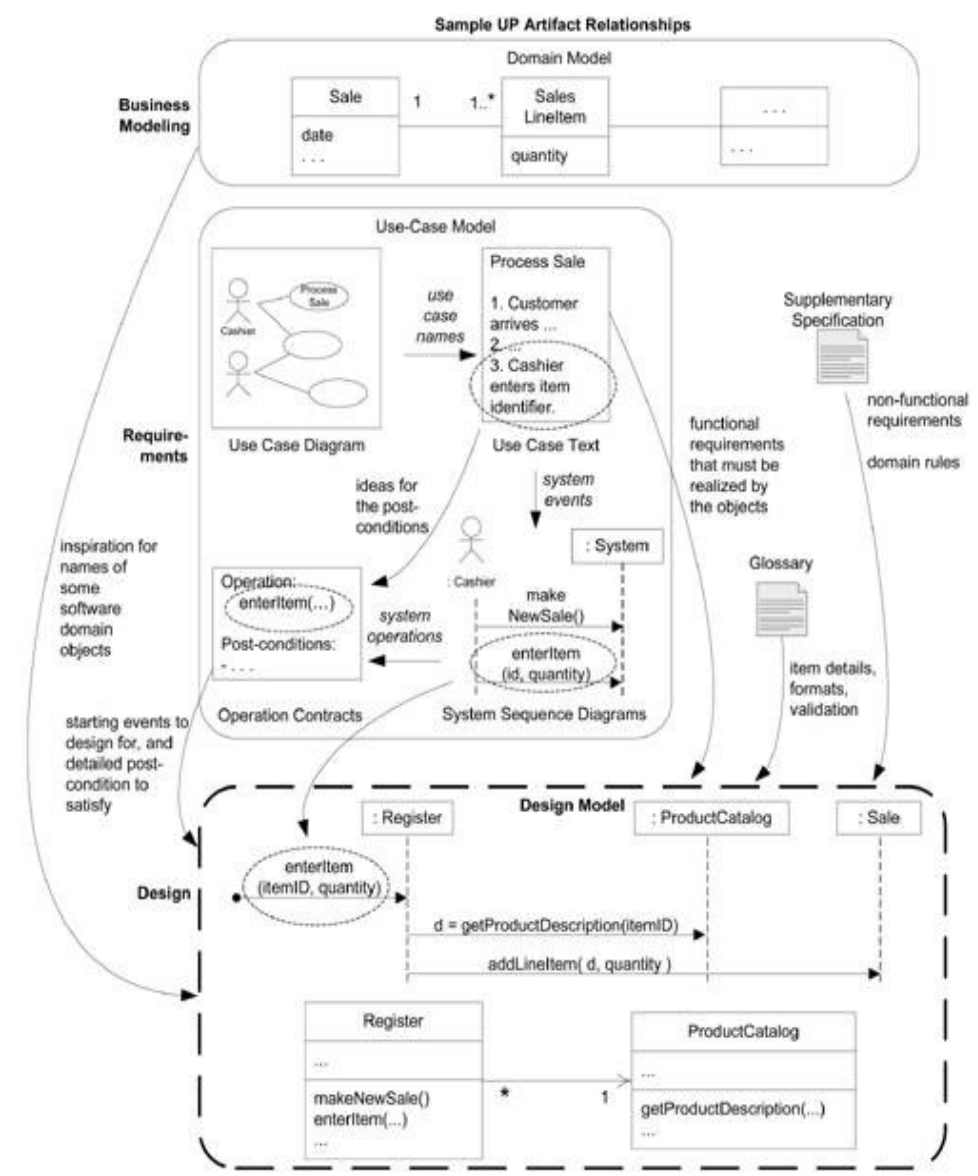 Sample UP Artifact Relationships
Domain Model
Business
Modeling
Sale
date
. . .
1
1..*
Sales
LineItem
quantity
. . .
. . .
Use-Case Model
Require-
ments
Process
Sale
Cashier
Use Case Diagram
use
case
names
Process Sale
1. Customer
arrives ...
2. ...
3. Cashier
enters item
identifier.
Use Case Text
Supplementary
Specification
non-functional
requirements
domain rules
functional
requirements
that must be
realized by
the objects
ideas for
the post-
conditions
system
events
inspiration for
names of
some
software
domain
objects
Operation:
enterItem(…)
Post-conditions:
- . . .
Operation Contracts
system
operations
: Cashier
: System
make
NewSale()
enterItem
(id, quantity)
System Sequence Diagrams
Glossary
item details,
formats,
validation
starting events to
design for, and
detailed post-
condition to
satisfy
Design Model
Design
: Register
: ProductCatalog
: Sale
enterItem
(itemID, quantity)
d = getProductDescription(itemID)
addLineItem( d, quantity )
Register
...
makeNewSale()
enterItem(...)
...
*
1
ProductCatalog
...
getProductDescription(...)
...